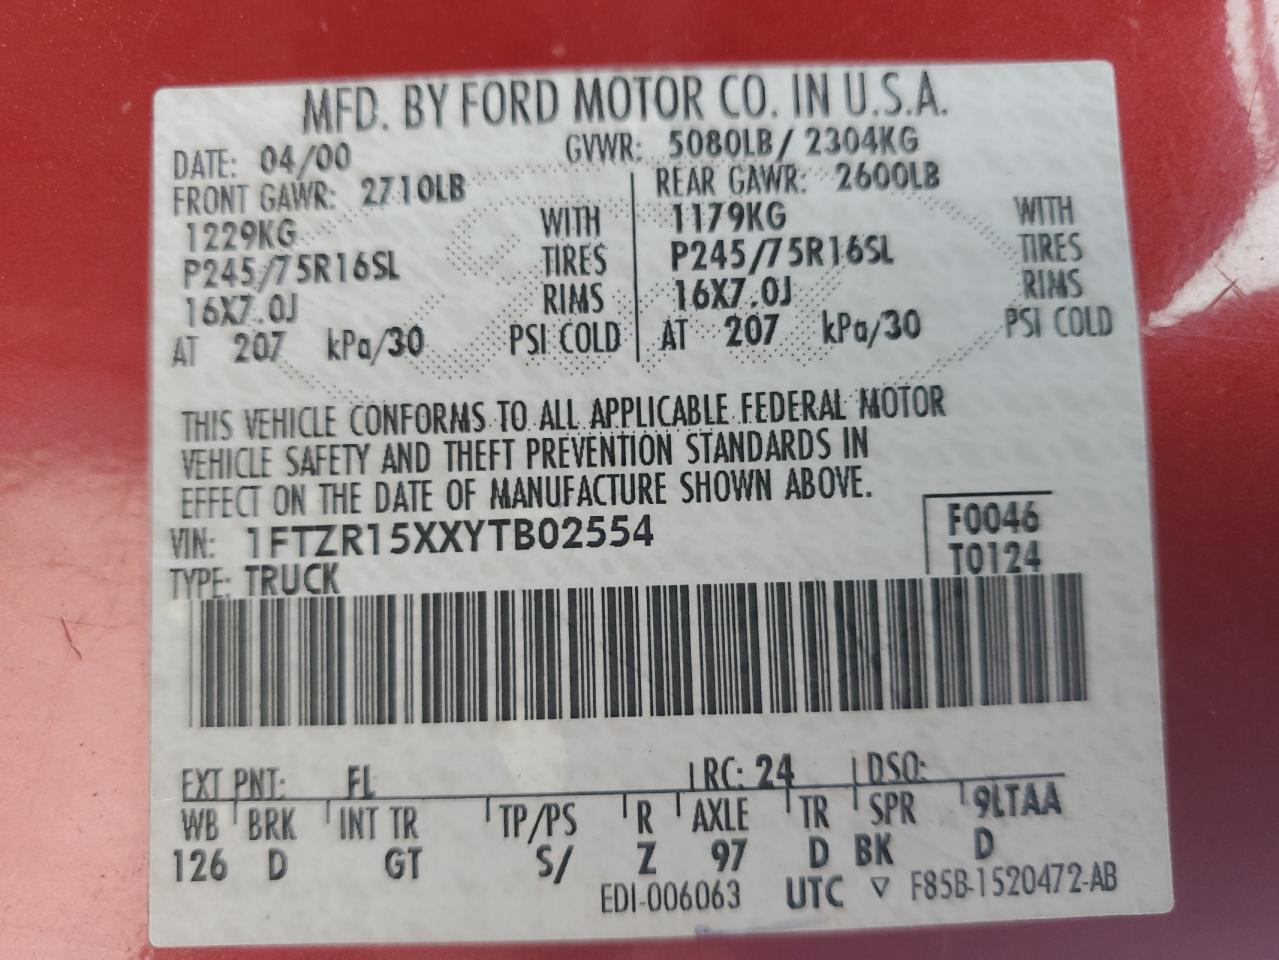 MFD. BY FORD MOTOR CO. IN U.S.A.
DATE: 04/00 GVWR: 5080LB / 2304KG
FRONT GAWR: 2710LB REAR GAWR: 2600LB
1229KG WITH 1179KG WITH
P245/75R16SL TIRES P245/75R16SL TIRES
16X7.0J RIMS 16X7.0J RIMS
AT 207 kPa/30 PSI COLD AT 207 kPa/30 PSI COLD
THIS VEHICLE CONFORMS TO ALL APPLICABLE FEDERAL MOTOR
VEHICLE SAFETY AND THEFT PREVENTION STANDARDS IN
EFFECT ON THE DATE OF MANUFACTURE SHOWN ABOVE.
VIN: 1FTZR15XXYTB02554 F0046
TYPE: TRUCK T0124
EXT PNT: FL RC: 24 DSO:
WB BRK INT TR TP/PS R AXLE TR SPR 9LTAA
126 D GT S/ Z 97 D BK D
EDI-006063 UTC ▽ F85B-1520472-AB